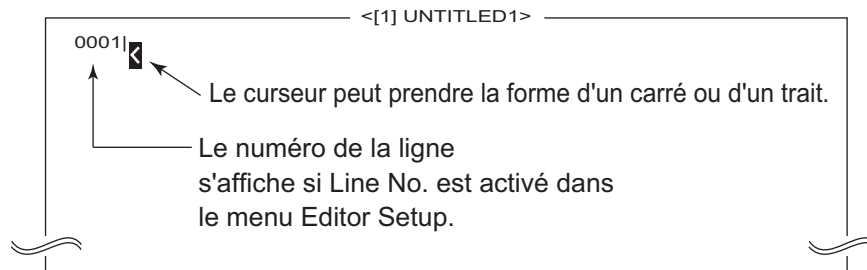 <[1] UNTITLED1>
0001|<
Le curseur peut prendre la forme d'un carré ou d'un trait.
Le numéro de la ligne
s'affiche si Line No. est activé dans
le menu Editor Setup.